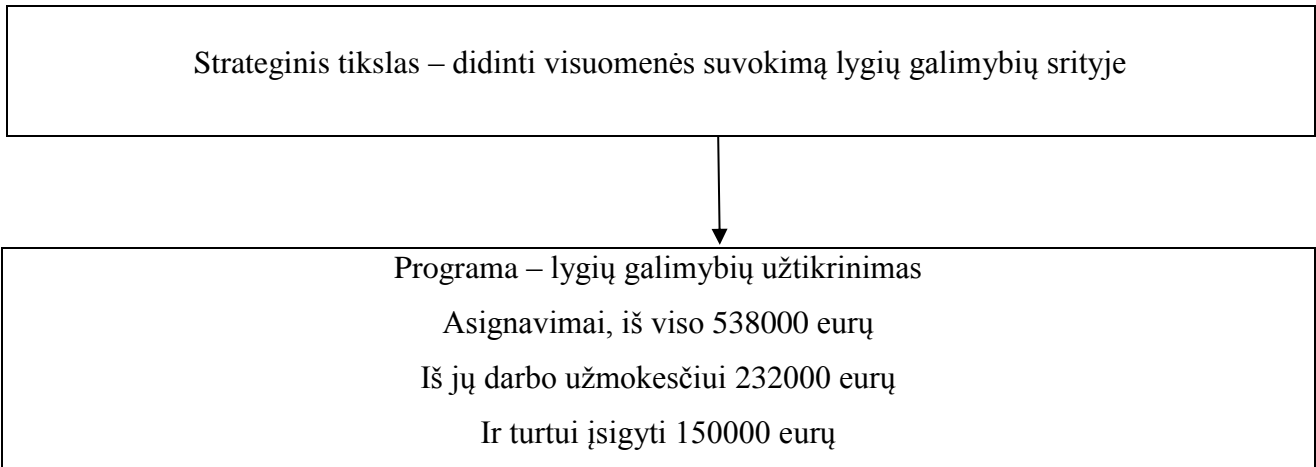 Strateginis tikslas – didinti visuomenės suvokimą lygių galimybių srityje
Programa – lygių galimybių užtikrinimas
Asignavimai, iš viso 538000 eurų
Iš jų darbo užmokesčiui 232000 eurų
Ir turtui įsigyti 150000 eurų